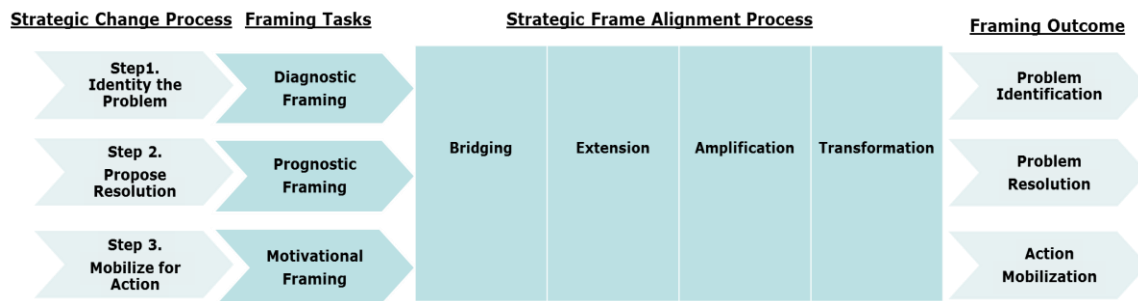 Strategic Change Process
Framing Tasks
Strategic Frame Alignment Process
Framing Outcome
Step1.
Identity the
Problem
Diagnostic
Framing
Problem
Identification
Step 2.
Propose
Resolution
Prognostic
Framing
Bridging
Extension
Amplification
Transformation
Problem
Resolution
Step 3.
Mobilize for
Action
Motivational
Framing
Action
Mobilization